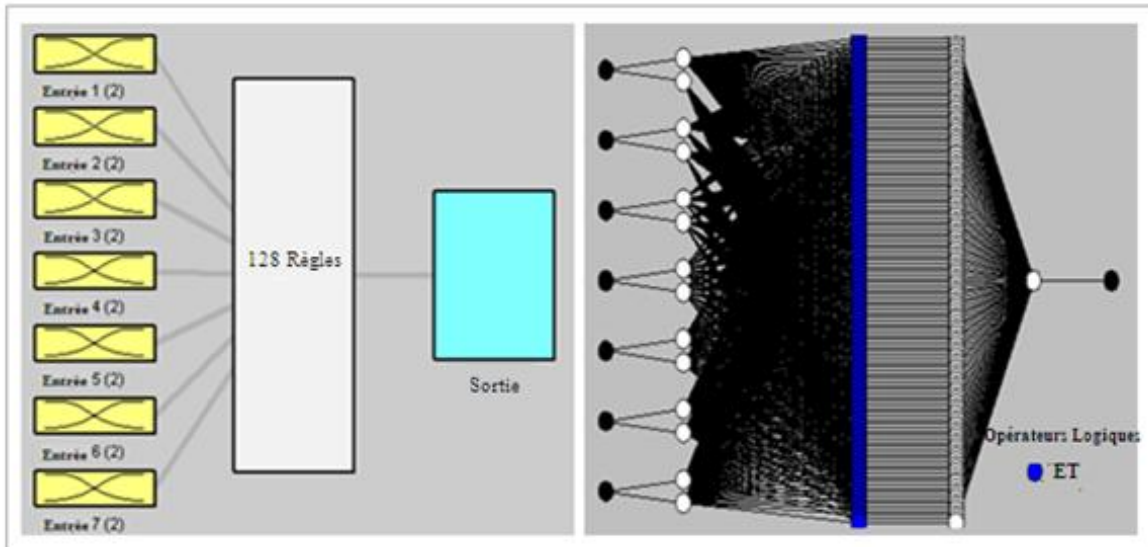 Entrée 1 (2)
Entrée 2 (2)
Entrée 3 (2)
Entrée 4 (2)
Entrée 5 (2)
Entrée 6 (2)
Entrée 7 (2)
128 Règles
Sortie
Opérateurs Logiques
ET